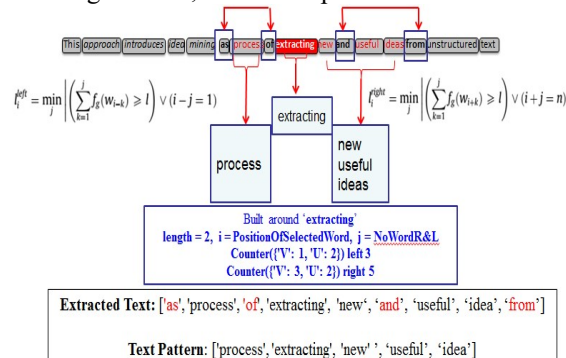 This approach introduces idea mining as process of extracting new and useful ideas from unstructured text
l_i^left = min_j | ( ∑_{k=1}^{j} f_g(w_{i−k}) ⩾ l ) ∨ (i − j = 1)
l_i^right = min_j | ( ∑_{k=1}^{j} f_g(w_{i+k}) ⩾ l ) ∨ (i + j = n)
extracting
process
new
useful
ideas
Built around ‘extracting’
length = 2, i = PositionOfSelectedWord, j = NoWordR&L
Counter({'V': 1, 'U': 2}) left 3
Counter({'V': 3, 'U': 2}) right 5
Extracted Text: ['as', 'process', 'of', 'extracting', 'new‘, ‘and’, ‘useful’, ‘idea’, ‘from’]
Text Pattern: ['process', 'extracting', 'new' ’, ‘useful’, ‘idea’]